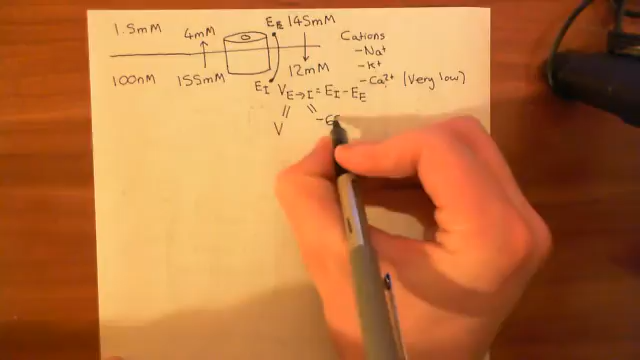 1.5mM 4mM E_E 145mM
100nM 155mM E_I 12mM
Cations
-Na⁺
-K⁺
-Ca²⁺ (Very low)
V_E→I = E_I - E_E
V